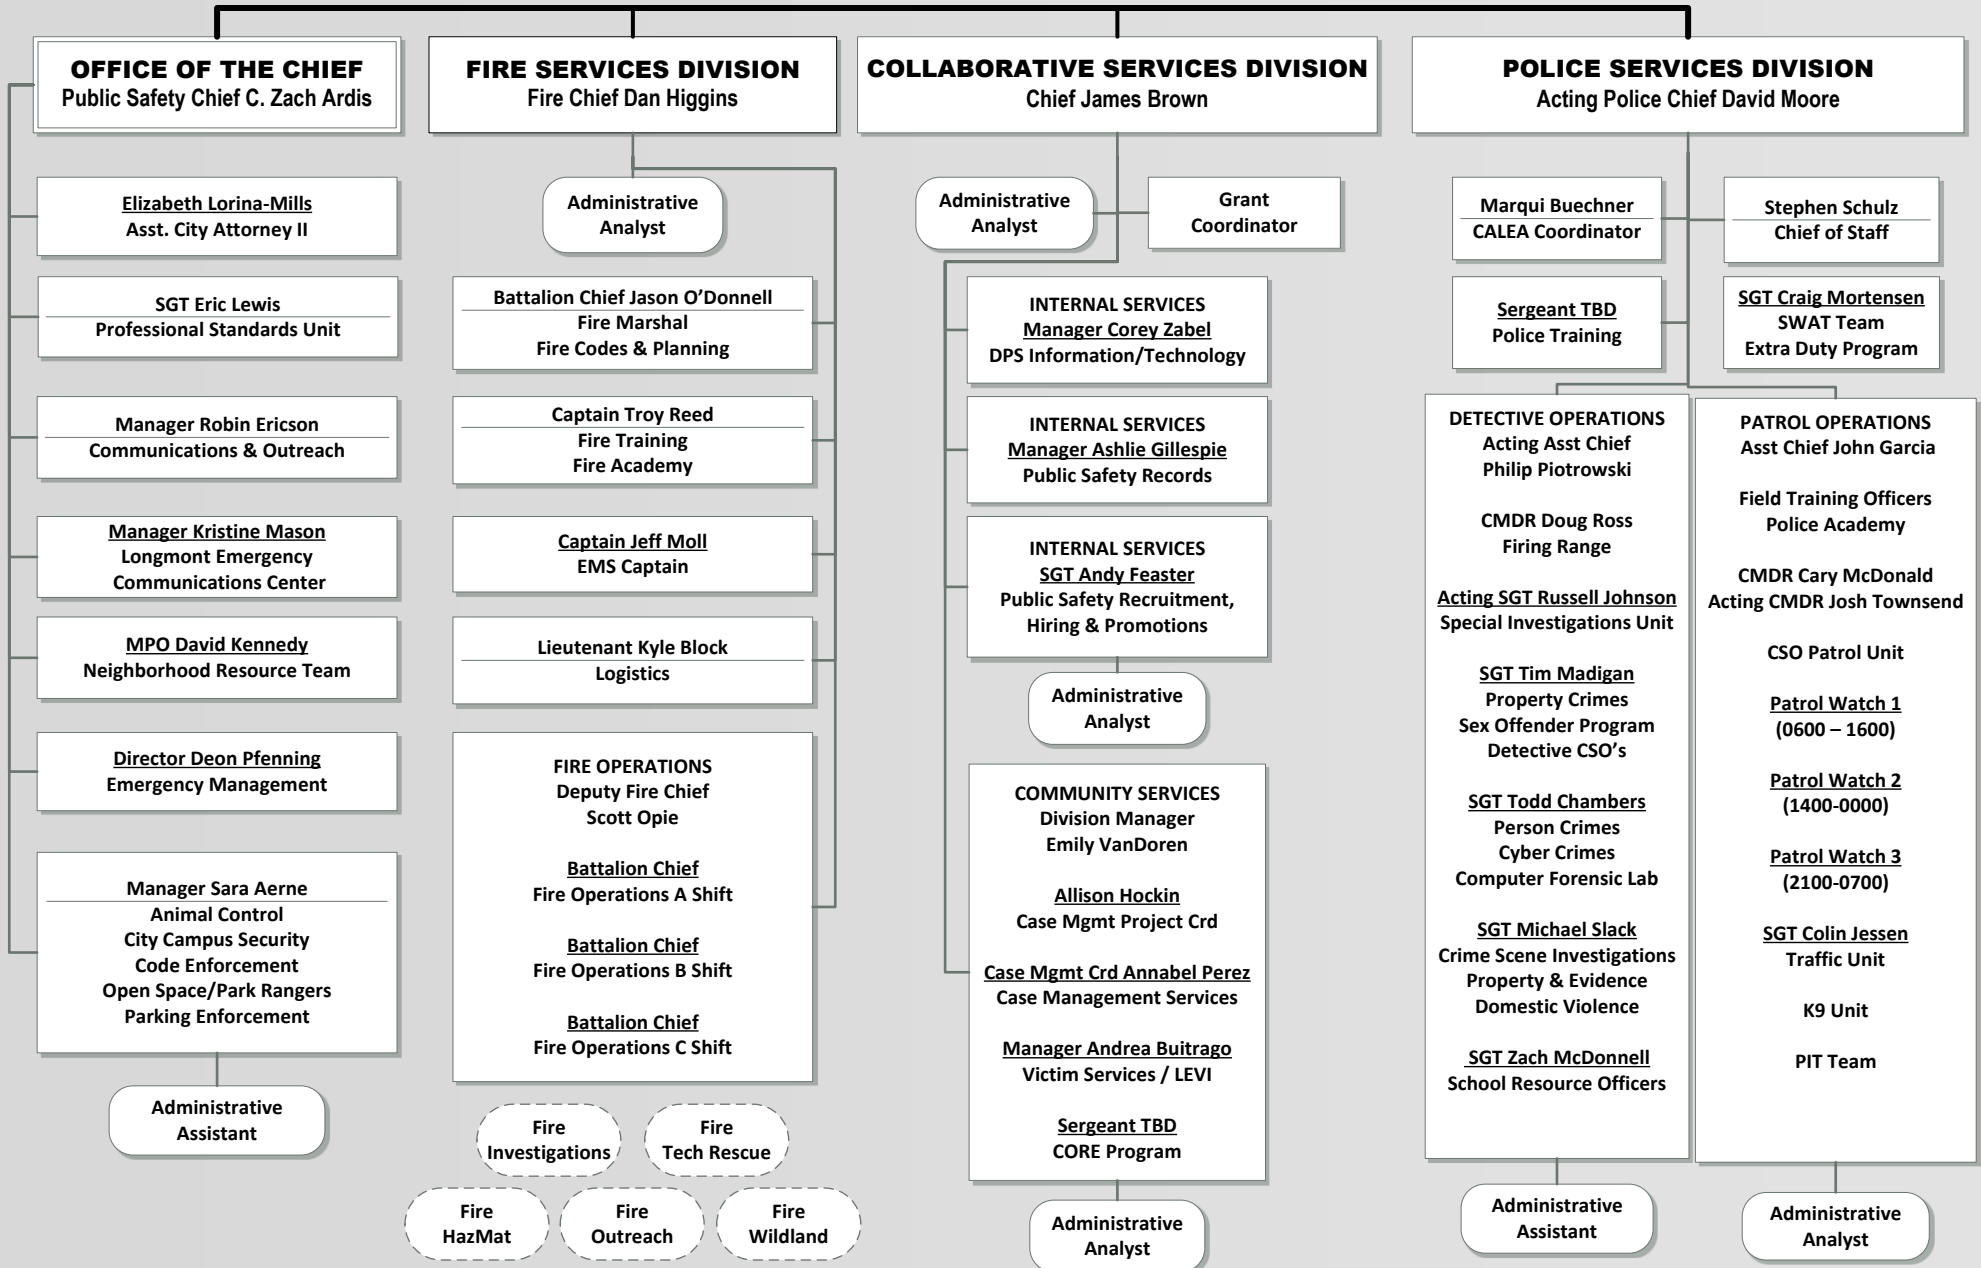 OFFICE OF THE CHIEF
Public Safety Chief C. Zach Ardis
Elizabeth Lorina-Mills
Asst. City Attorney II
SGT Eric Lewis
Professional Standards Unit
Manager Robin Ericson
Communications & Outreach
Manager Kristine Mason
Longmont Emergency
Communications Center
MPO David Kennedy
Neighborhood Resource Team
Director Deon Pfenning
Emergency Management
Manager Sara Aerne
Animal Control
City Campus Security
Code Enforcement
Open Space/Park Rangers
Parking Enforcement
Administrative
Assistant
FIRE SERVICES DIVISION
Fire Chief Dan Higgins
Administrative
Analyst
Battalion Chief Jason O’Donnell
Fire Marshal
Fire Codes & Planning
Captain Troy Reed
Fire Training
Fire Academy
Captain Jeff Moll
EMS Captain
Lieutenant Kyle Block
Logistics
FIRE OPERATIONS
Deputy Fire Chief
Scott Opie
Battalion Chief
Fire Operations A Shift
Battalion Chief
Fire Operations B Shift
Battalion Chief
Fire Operations C Shift
Fire
Investigations
Fire
Tech Rescue
Fire
HazMat
Fire
Outreach
Fire
Wildland
COLLABORATIVE SERVICES DIVISION
Chief James Brown
Administrative
Analyst
Grant
Coordinator
INTERNAL SERVICES
Manager Corey Zabel
DPS Information/Technology
INTERNAL SERVICES
Manager Ashlie Gillespie
Public Safety Records
INTERNAL SERVICES
SGT Andy Feaster
Public Safety Recruitment,
Hiring & Promotions
Administrative
Analyst
COMMUNITY SERVICES
Division Manager
Emily VanDoren
Allison Hockin
Case Mgmt Project Crd
Case Mgmt Crd Annabel Perez
Case Management Services
Manager Andrea Buitrago
Victim Services / LEVI
Sergeant TBD
CORE Program
Administrative
Analyst
POLICE SERVICES DIVISION
Acting Police Chief David Moore
Marqui Buechner
CALEA Coordinator
Stephen Schulz
Chief of Staff
Sergeant TBD
Police Training
SGT Craig Mortensen
SWAT Team
Extra Duty Program
DETECTIVE OPERATIONS
Acting Asst Chief
Philip Piotrowski
CMDR Doug Ross
Firing Range
Acting SGT Russell Johnson
Special Investigations Unit
SGT Tim Madigan
Property Crimes
Sex Offender Program
Detective CSO’s
SGT Todd Chambers
Person Crimes
Cyber Crimes
Computer Forensic Lab
SGT Michael Slack
Crime Scene Investigations
Property & Evidence
Domestic Violence
SGT Zach McDonnell
School Resource Officers
Administrative
Assistant
PATROL OPERATIONS
Asst Chief John Garcia
Field Training Officers
Police Academy
CMDR Cary McDonald
Acting CMDR Josh Townsend
CSO Patrol Unit
Patrol Watch 1
(0600 – 1600)
Patrol Watch 2
(1400-0000)
Patrol Watch 3
(2100-0700)
SGT Colin Jessen
Traffic Unit
K9 Unit
PIT Team
Administrative
Analyst